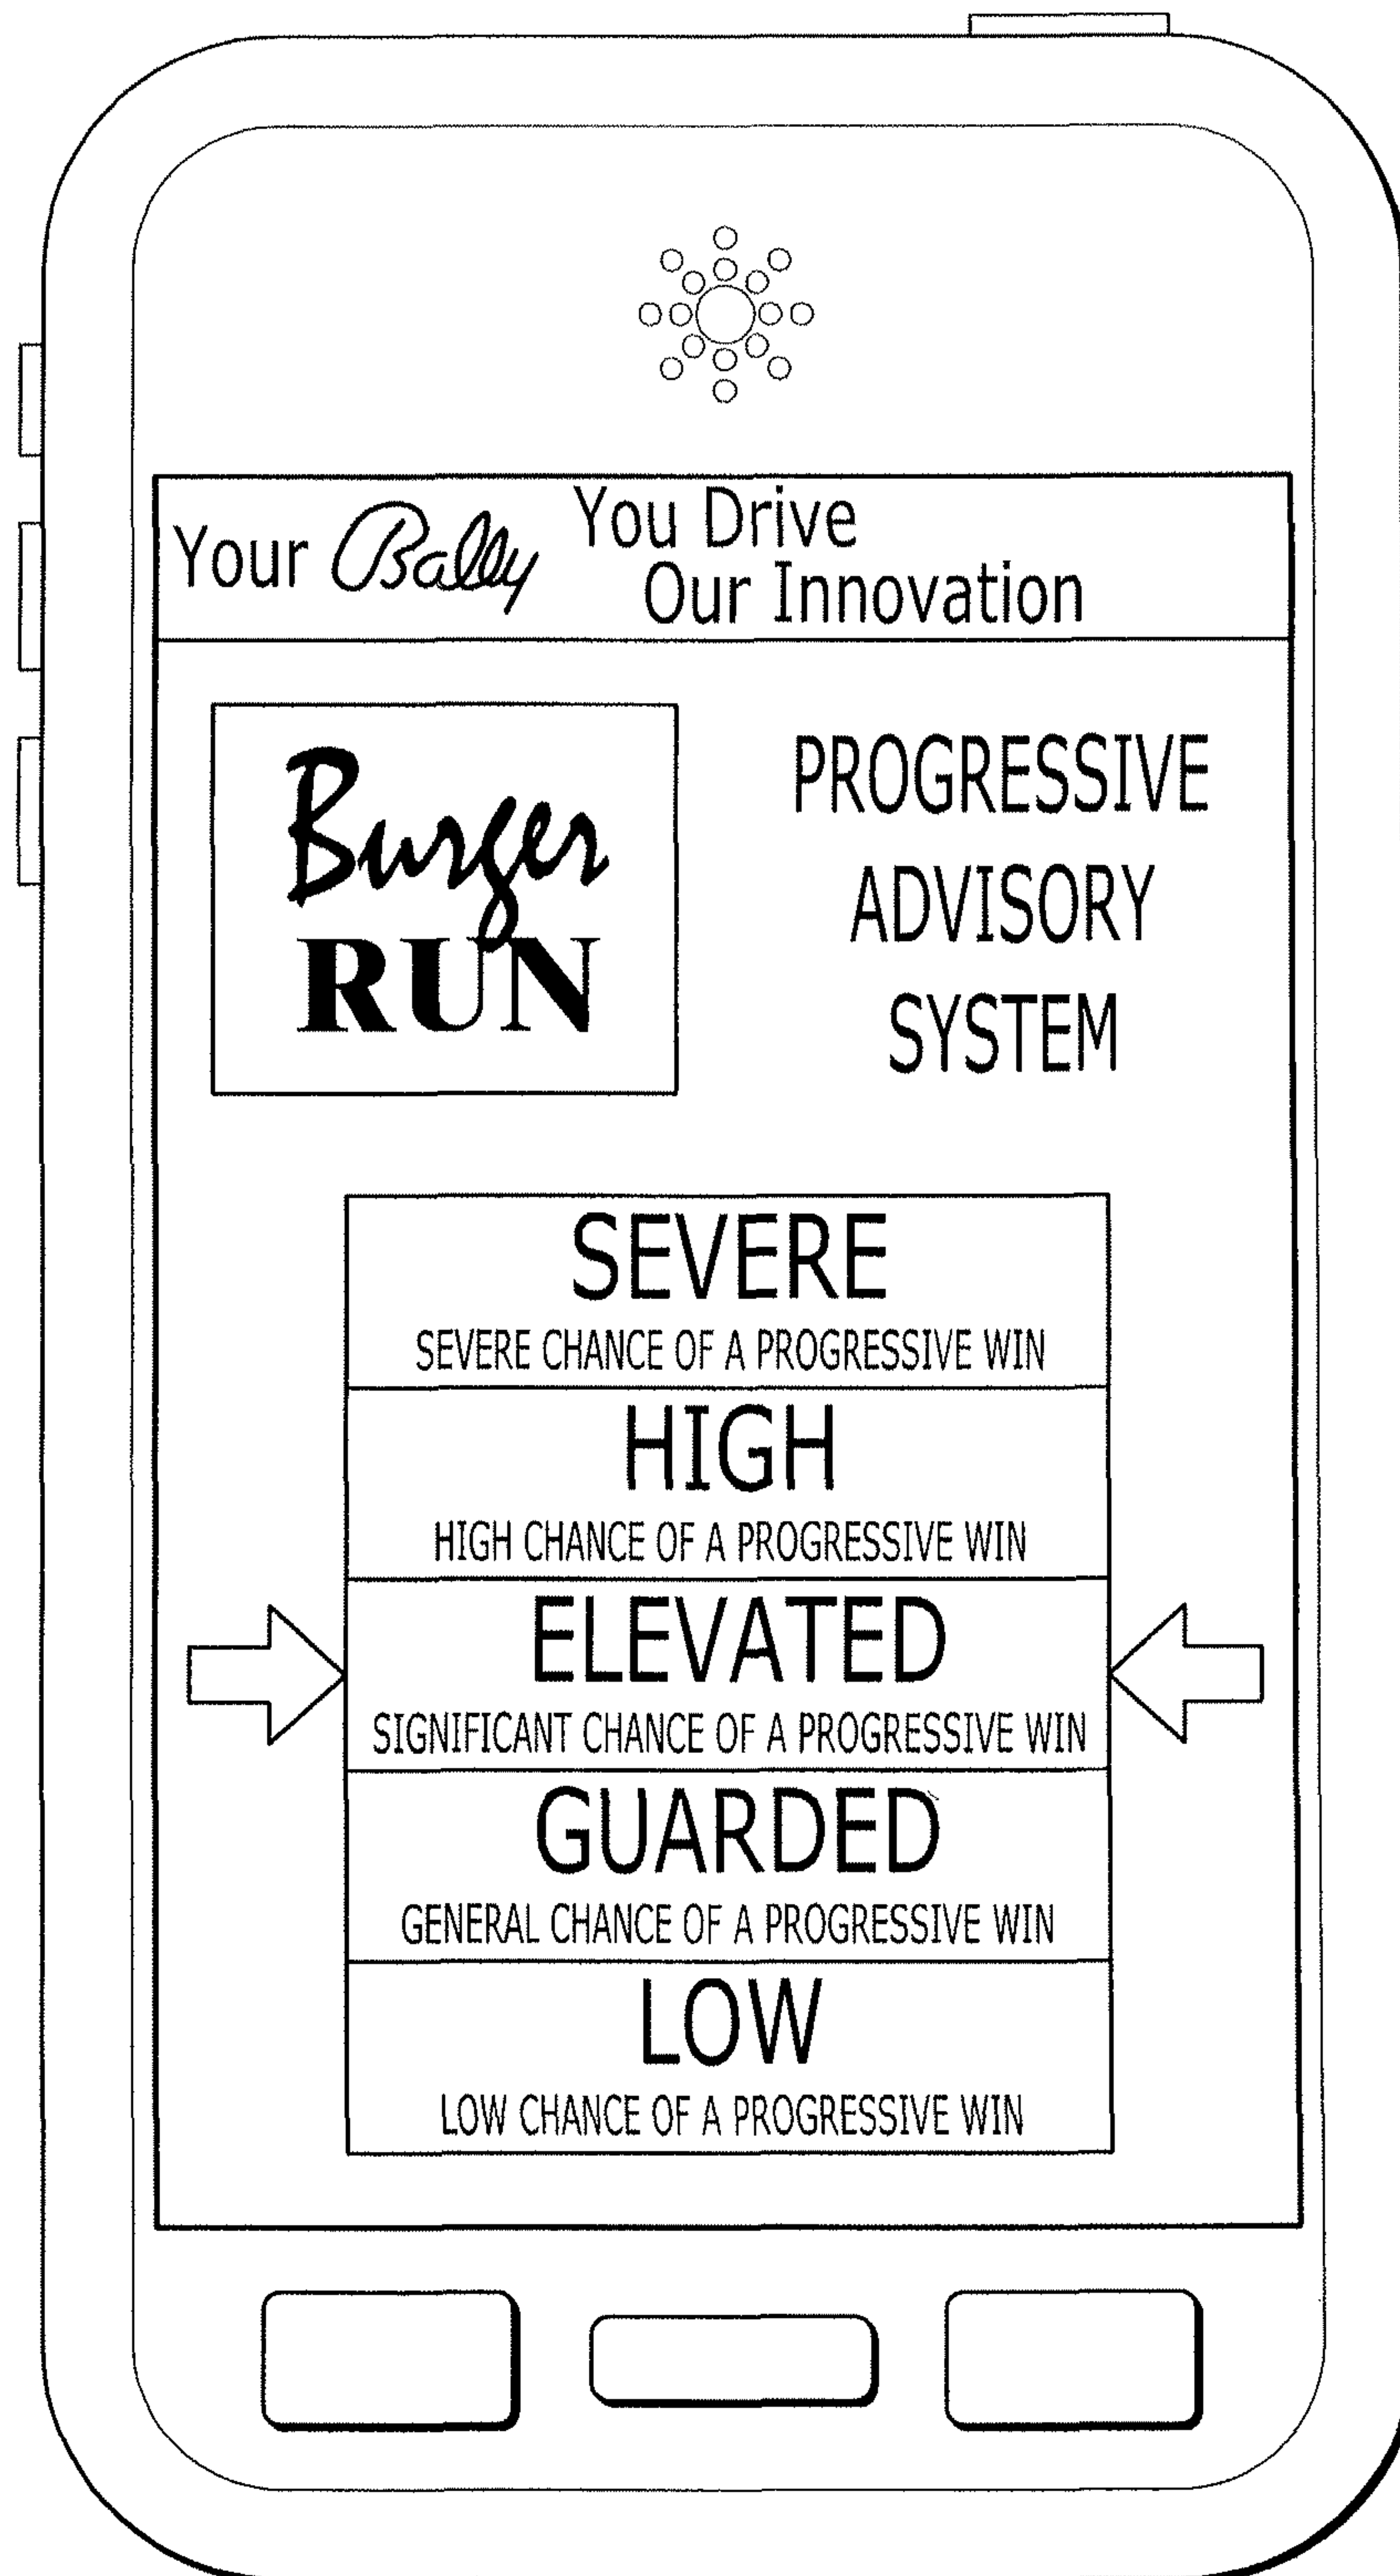 Your Bally You Drive
Our Innovation
Burger
RUN
PROGRESSIVE
ADVISORY
SYSTEM
SEVERE
SEVERE CHANCE OF A PROGRESSIVE WIN
HIGH
HIGH CHANCE OF A PROGRESSIVE WIN
ELEVATED
SIGNIFICANT CHANCE OF A PROGRESSIVE WIN
GUARDED
GENERAL CHANCE OF A PROGRESSIVE WIN
LOW
LOW CHANCE OF A PROGRESSIVE WIN